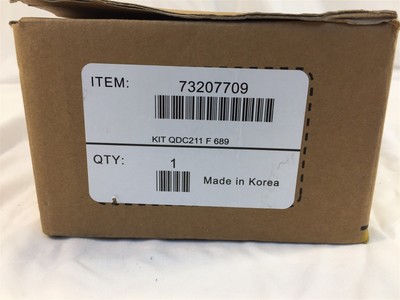 ITEM: 73207709
KIT QDC211 F 689
QTY: 1
Made in Korea